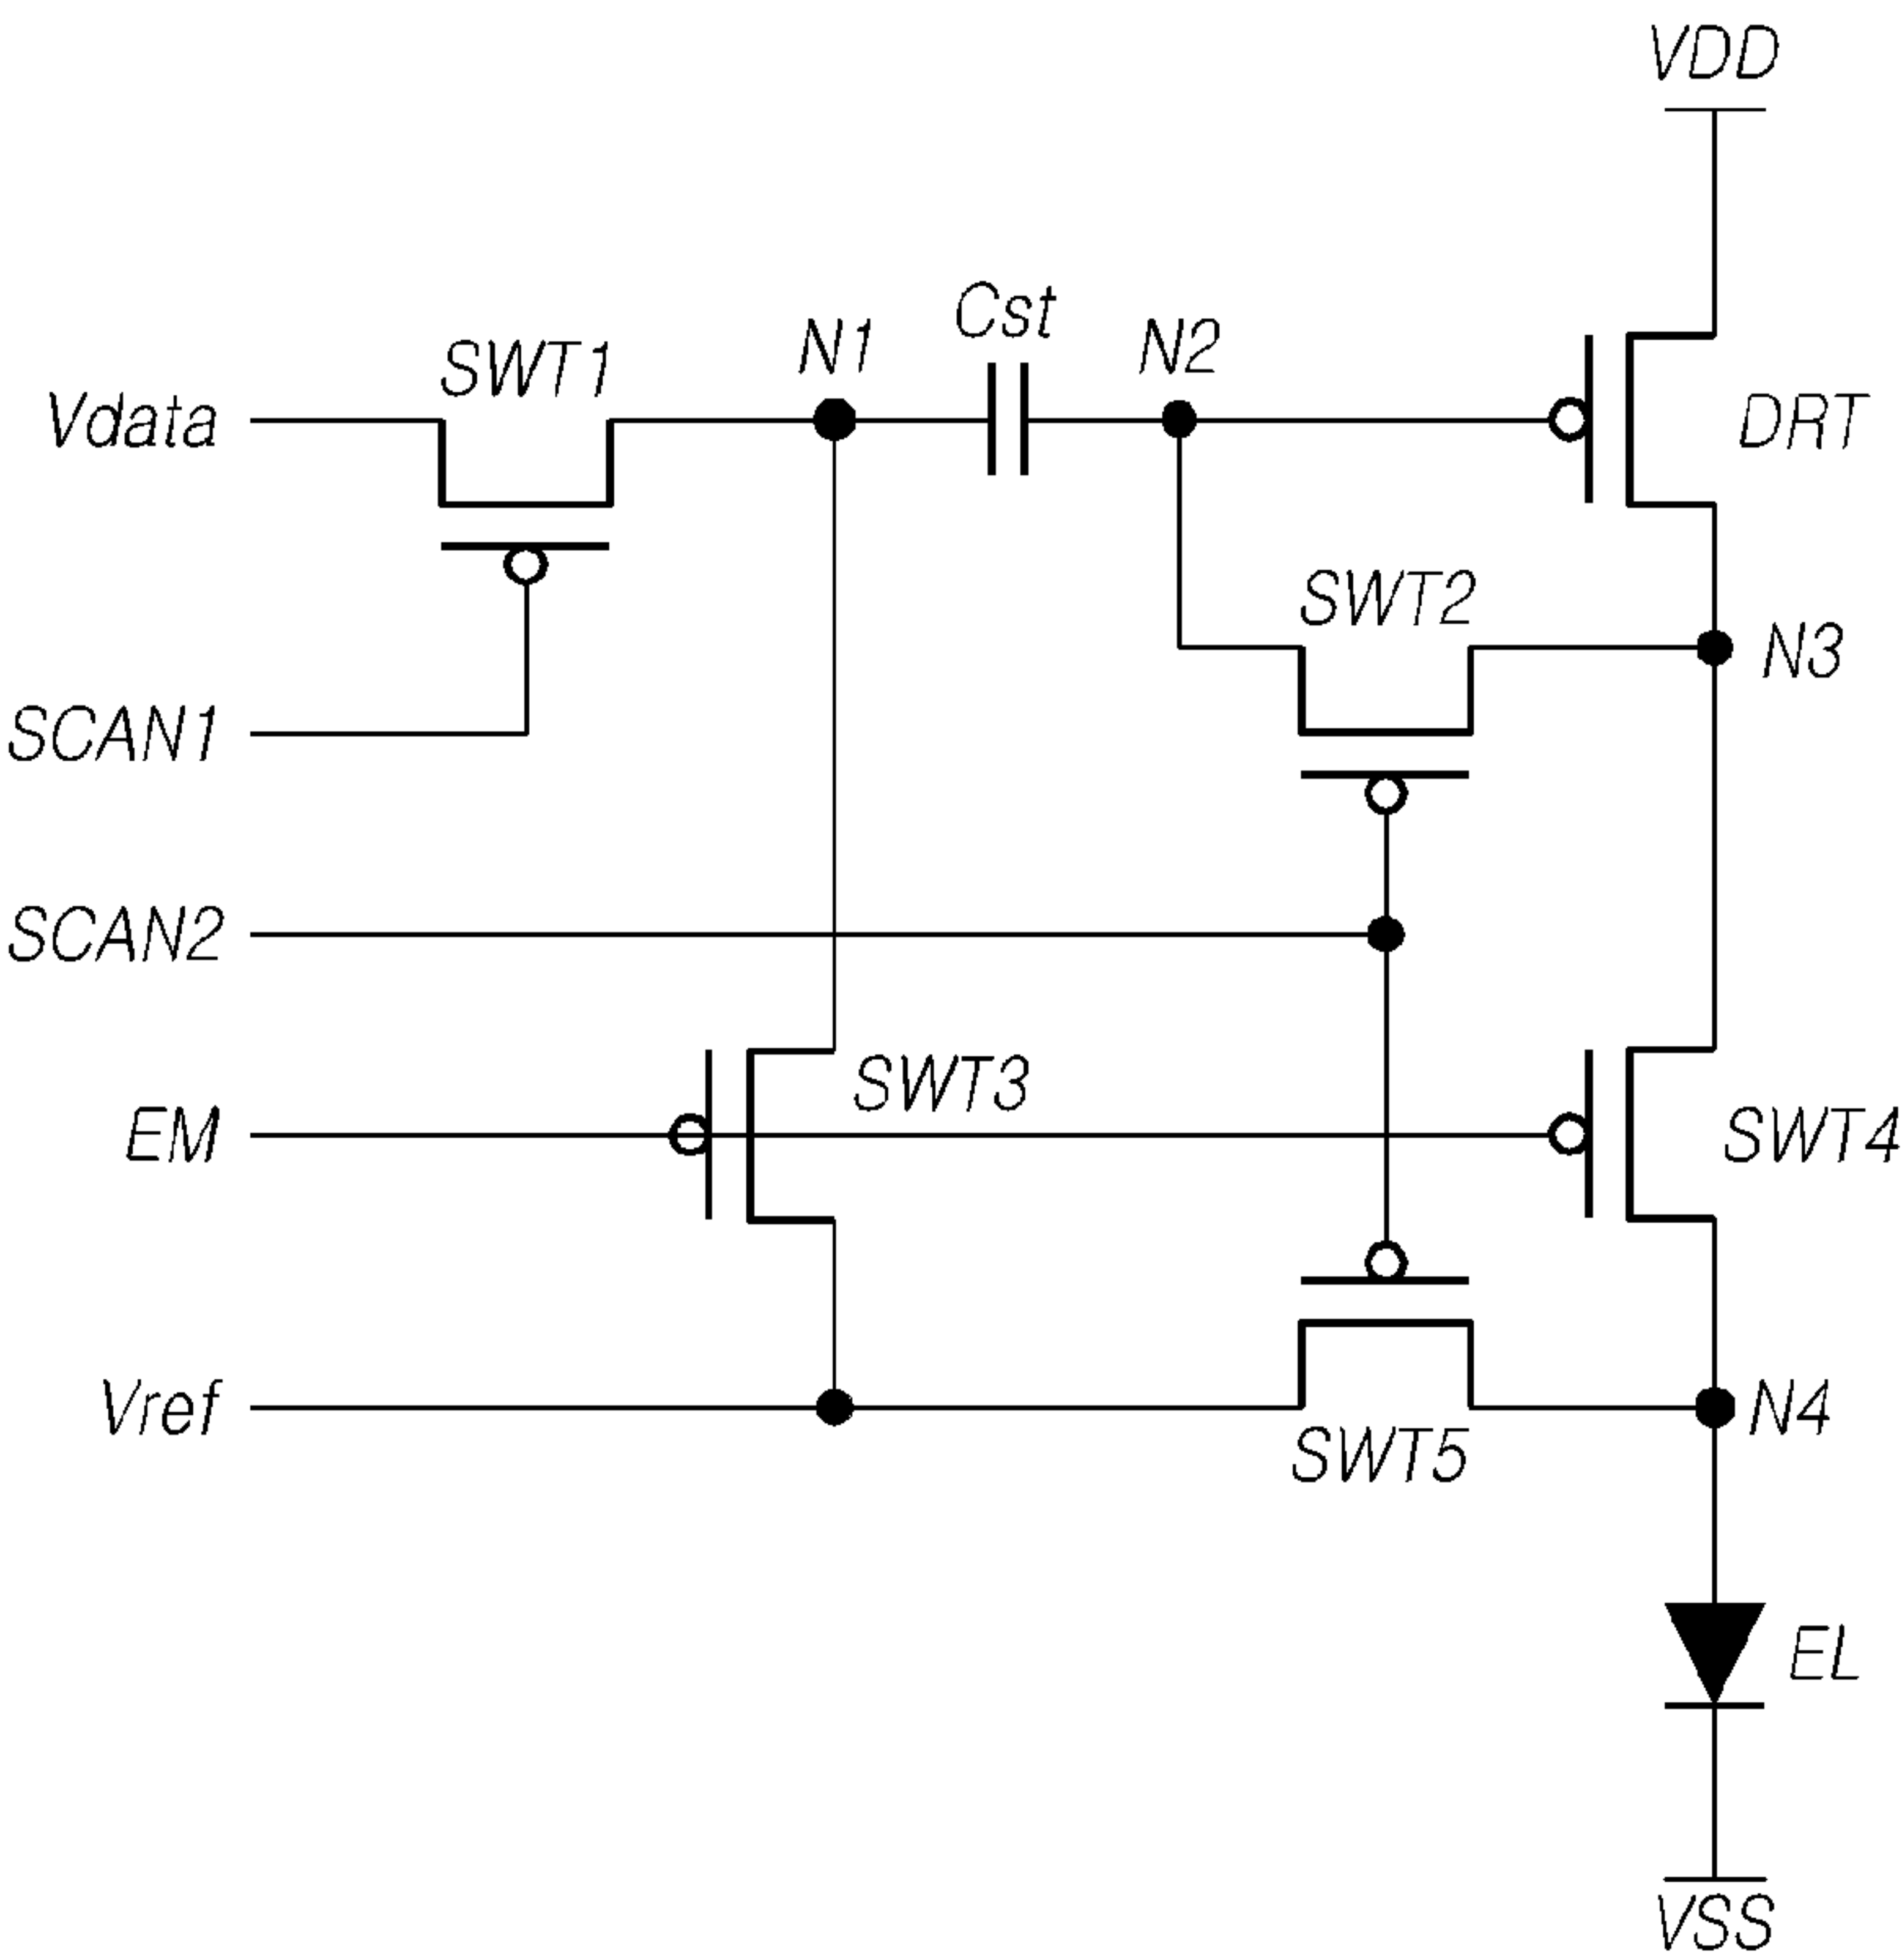 VDD
Cst
N1
N2
SWT1
Vdata
DRT
SWT2
N3
SCAN1
SCAN2
SWT3
EM
SWT4
Vref
N4
SWT5
EL
VSS